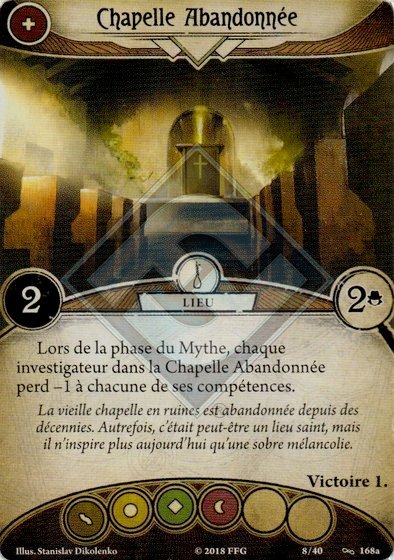 Chapelle Abandonnée
2
LIEU
2
Lors de la phase du Mythe, chaque
investigateur dans la Chapelle Abandonnée
perd –1 à chacune de ses compétences.
La vieille chapelle en ruines est abandonnée depuis des
décennies. Autrefois, c'était peut-être un lieu saint, mais
il n'inspire plus aujourd'hui qu'une sobre mélancolie.
Victoire 1.
Illus. Stanislav Dikolenko © 2018 FFG 8/40 168a